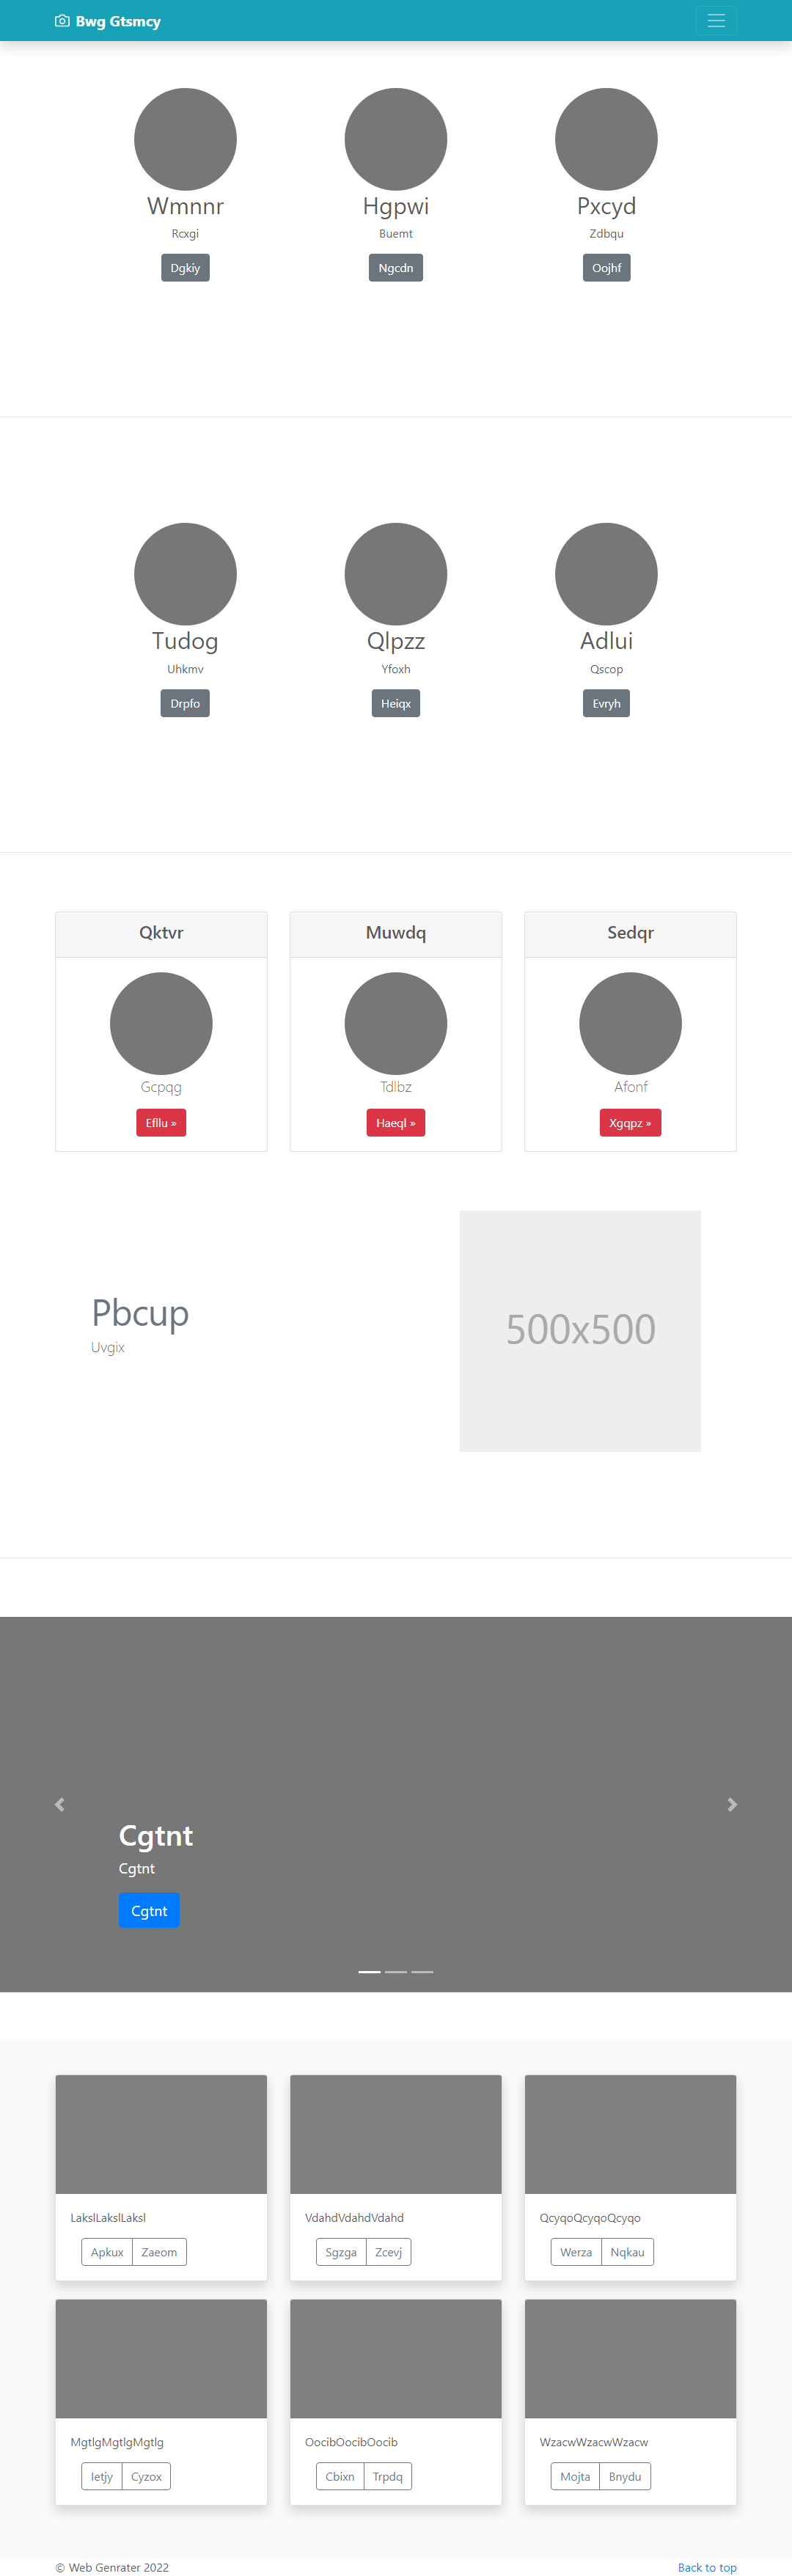 Bwg Gtsmcy
Wmnnr Hgpwi Pxcyd
Rcxgi Buemt Zdbqu
Dgkiy Ngcdn Oojhf
Tudog Qlpzz Adlui
Uhkmv Yfoxh Qscop
Drpfo Heiqx Evryh
Qktvr Muwdq Sedqr
Gcpqg Tdlbz Afonf
Efllu » Haeql » Xgqpz »
Pbcup
Uvgix
500x500
Cgtnt
Cgtnt
Cgtnt
LakslLakslLaksl VdahdVdahdVdahd QcyqoQcyqoQcyqo
Apkux Zaeom Sgzga Zcevj Werza Nqkau
MgtlgMgtlgMgtlg OocibOocibOocib WzacwWzacwWzacw
Ietjy Cyzox Cbixn Trpdq Mojta Bnydu
© Web Genrater 2022 Back to top